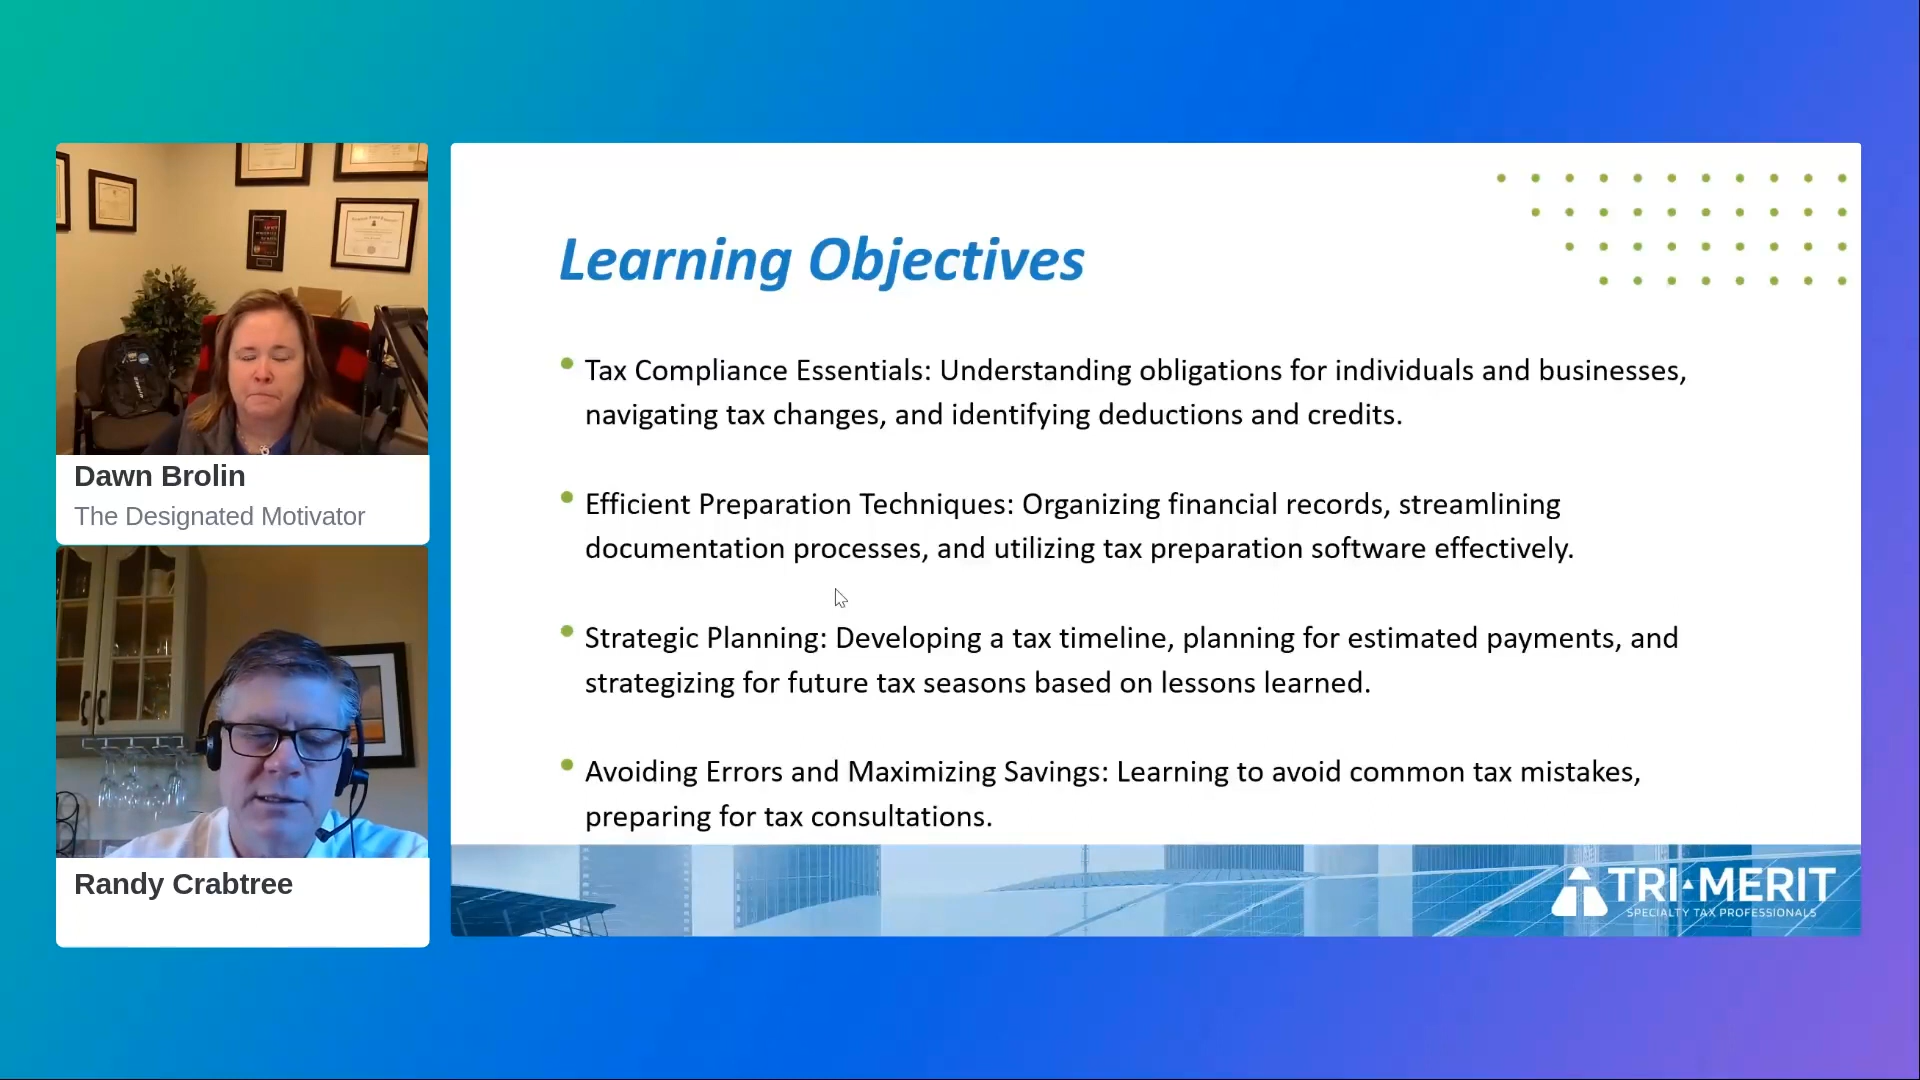 Dawn Brolin
The Designated Motivator
Randy Crabtree
Learning Objectives
• Tax Compliance Essentials: Understanding obligations for individuals and businesses,
navigating tax changes, and identifying deductions and credits.
• Efficient Preparation Techniques: Organizing financial records, streamlining
documentation processes, and utilizing tax preparation software effectively.
• Strategic Planning: Developing a tax timeline, planning for estimated payments, and
strategizing for future tax seasons based on lessons learned.
• Avoiding Errors and Maximizing Savings: Learning to avoid common tax mistakes,
preparing for tax consultations.
TRI-MERIT
SPECIALTY TAX PROFESSIONALS